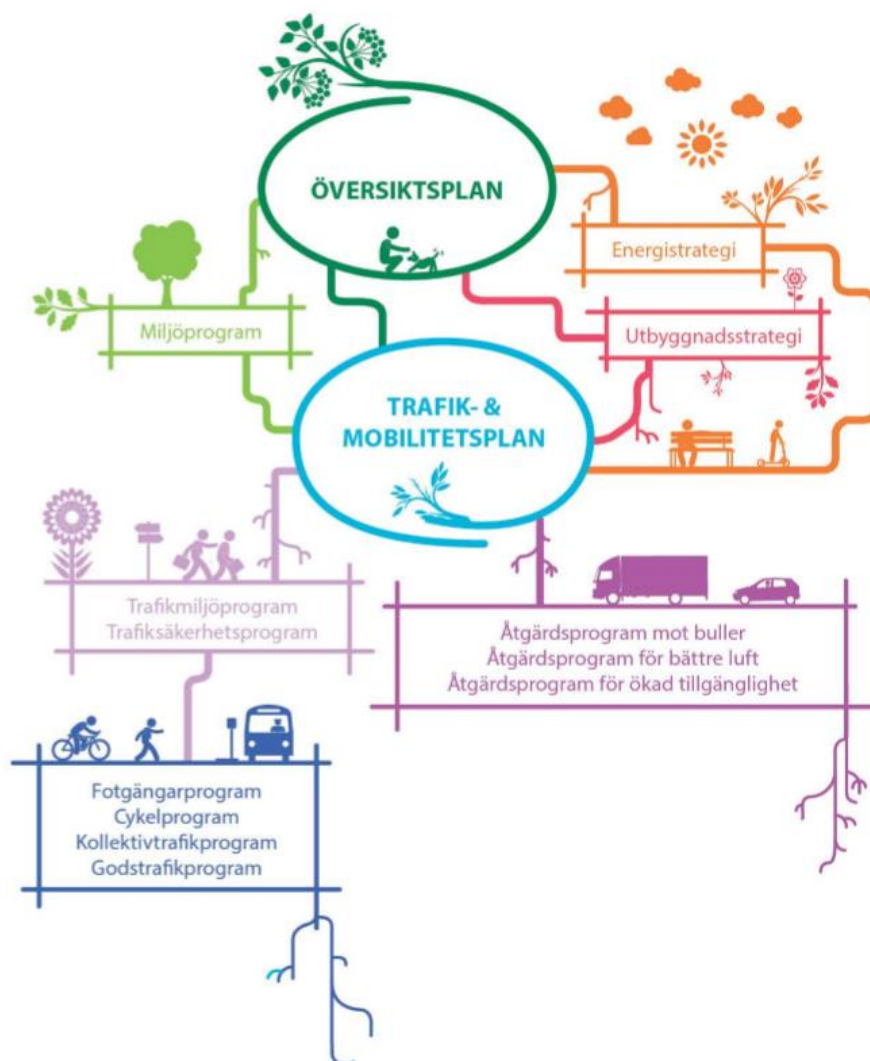 ÖVERSIKTSPLAN
Energistrategi
Miljöprogram
Utbyggnadsstrategi
TRAFIK- &
MOBILITETSPLAN
Trafikmiljöprogram
Trafiksäkerhetsprogram
Åtgärdsprogram mot buller
Åtgärdsprogram för bättre luft
Åtgärdsprogram för ökad tillgänglighet
Fotgängarprogram
Cykelprogram
Kollektivtrafikprogram
Godstrafikprogram